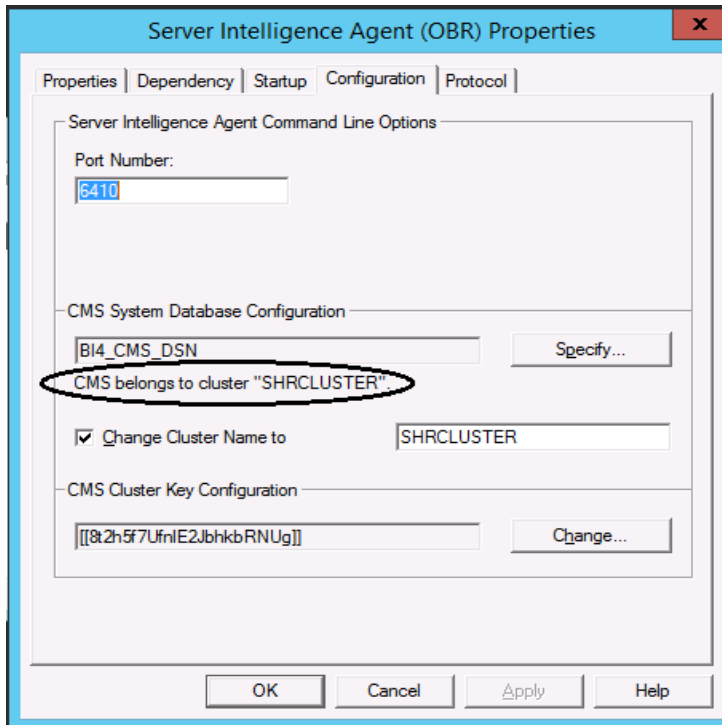 Server Intelligence Agent (OBR) Properties
x
Properties Dependency Startup Configuration Protocol
Server Intelligence Agent Command Line Options
Port Number:
6410
CMS System Database Configuration
BI4_CMS_DSN Specify...
CMS belongs to cluster "SHRCLUSTER".
Change Cluster Name to SHRCLUSTER
CMS Cluster Key Configuration
[[8t2h5f7UfnIE2JbhkbRNUg]] Change...
OK Cancel Apply Help